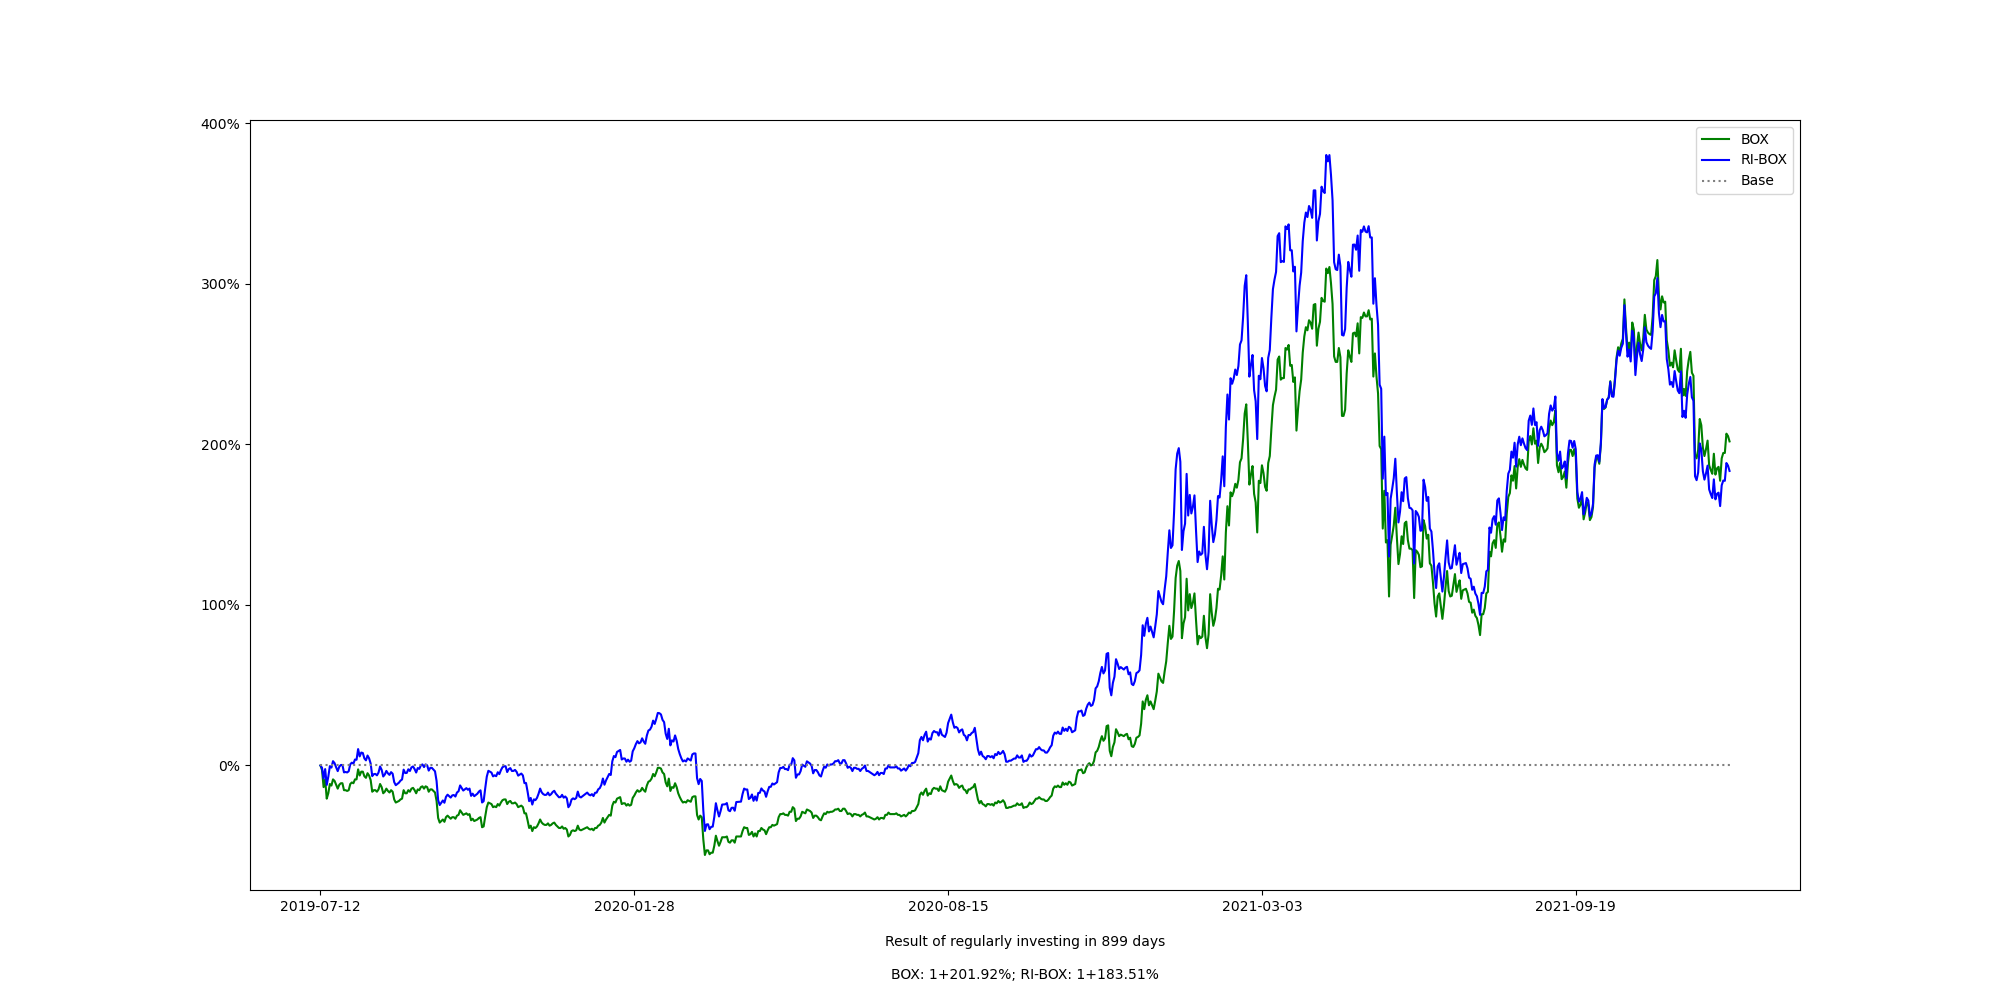 400%
300%
200%
100%
0%
BOX
RI-BOX
Base
2019-07-12 2020-01-28 2020-08-15 2021-03-03 2021-09-19
Result of regularly investing in 899 days
BOX: 1+201.92%; RI-BOX: 1+183.51%